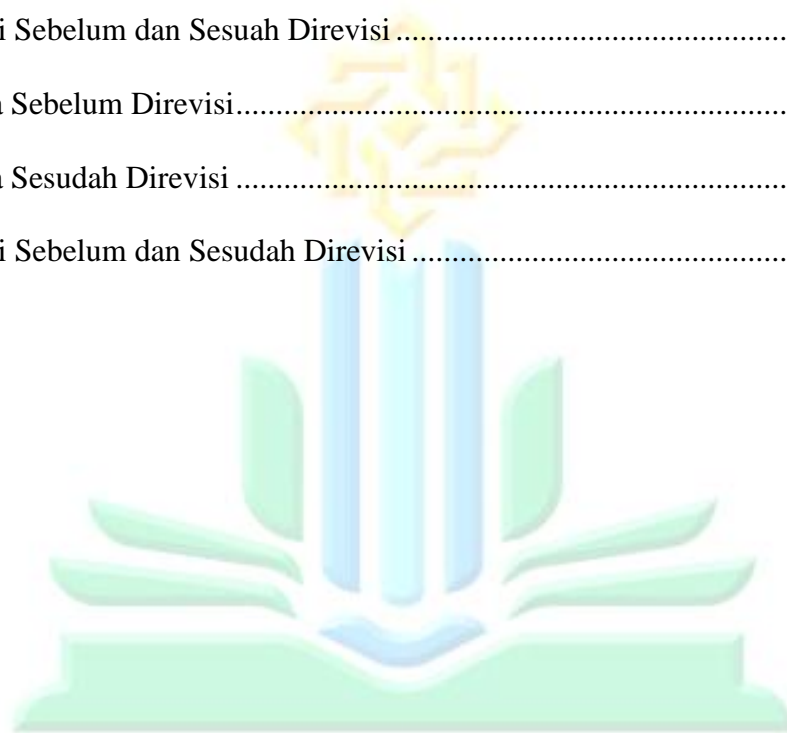 i Sebelum dan Sesuah Direvisi ..........................................
Sebelum Direvisi...........................................................
Sesudah Direvisi ..........................................................
i Sebelum dan Sesudah Direvisi ........................................